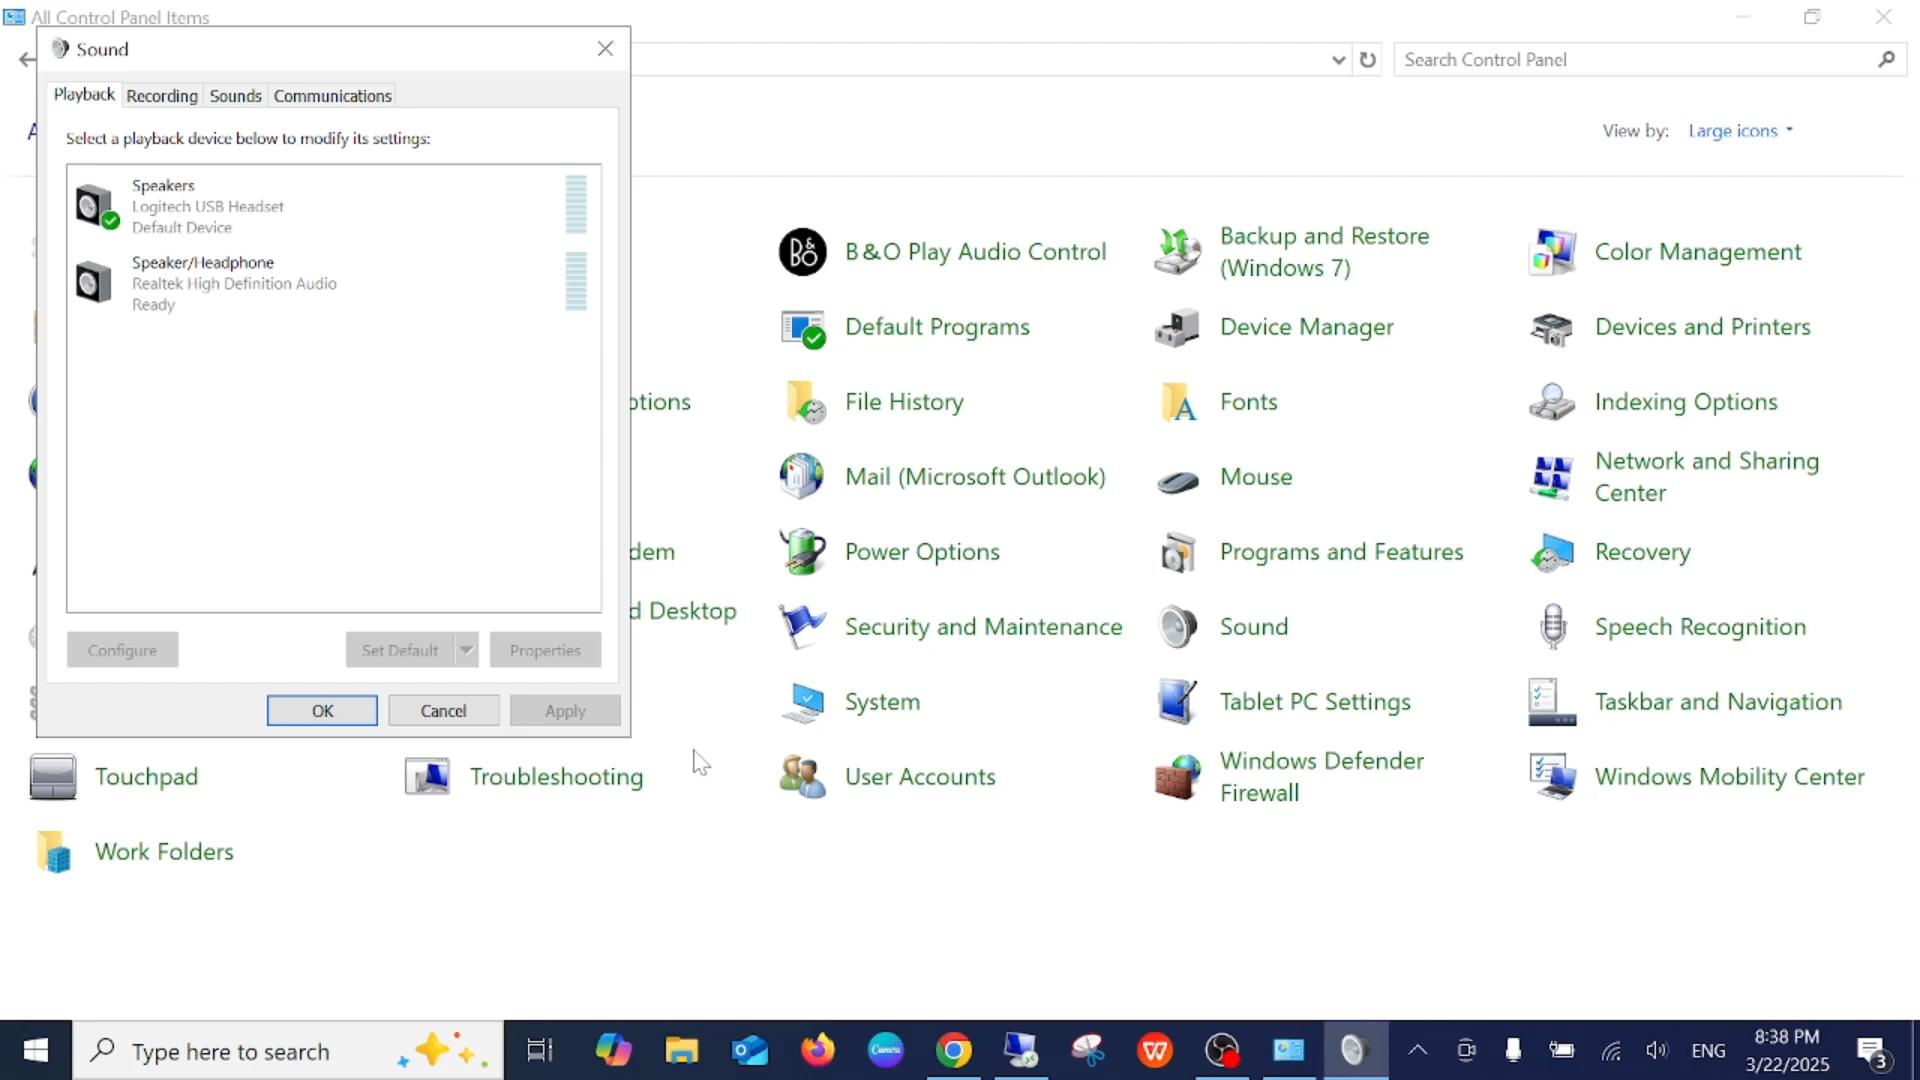 All Control Panel Items
Sound
Search Control Panel
Playback
Recording
Sounds
Communications
View by:
Large icons
Select a playback device below to modify its settings:
Speakers
Logitech USB Headset
Default Device
Speaker/Headphone
Realtek High Definition Audio
Ready
B&O Play Audio Control
Backup and Restore
(Windows 7)
Color Management
Default Programs
Device Manager
Devices and Printers
File History
Fonts
Indexing Options
Mail (Microsoft Outlook)
Mouse
Network and Sharing
Center
Power Options
Programs and Features
Recovery
d Desktop
Security and Maintenance
Sound
Speech Recognition
Configure
Set Default
Properties
OK
Cancel
Apply
System
Tablet PC Settings
Taskbar and Navigation
Touchpad
Troubleshooting
User Accounts
Windows Defender
Firewall
Windows Mobility Center
Work Folders
Type here to search
Canva
ENG
8:38 PM
3/22/2025
3